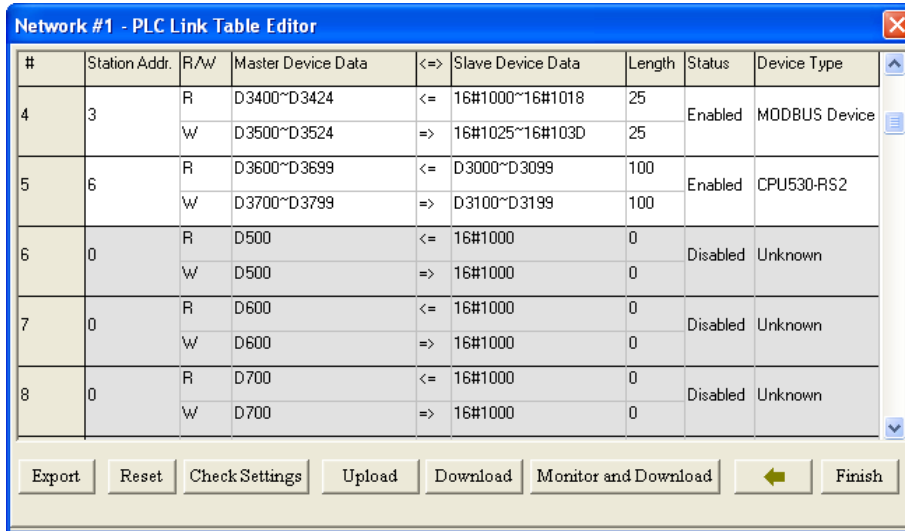 Network #1 - PLC Link Table Editor
# Station Addr. R/W Master Device Data <=> Slave Device Data Length Status Device Type
4 3 R D3400~D3424 <= 16#1000~16#1018 25 Enabled MODBUS Device
W D3500~D3524 => 16#1025~16#103D 25
5 6 R D3600~D3699 <= D3000~D3099 100 Enabled CPU530-RS2
W D3700~D3799 => D3100~D3199 100
6 0 R D500 <= 16#1000 0 Disabled Unknown
W D500 => 16#1000 0
7 0 R D600 <= 16#1000 0 Disabled Unknown
W D600 => 16#1000 0
8 0 R D700 <= 16#1000 0 Disabled Unknown
W D700 => 16#1000 0
Export Reset Check Settings Upload Download Monitor and Download Finish